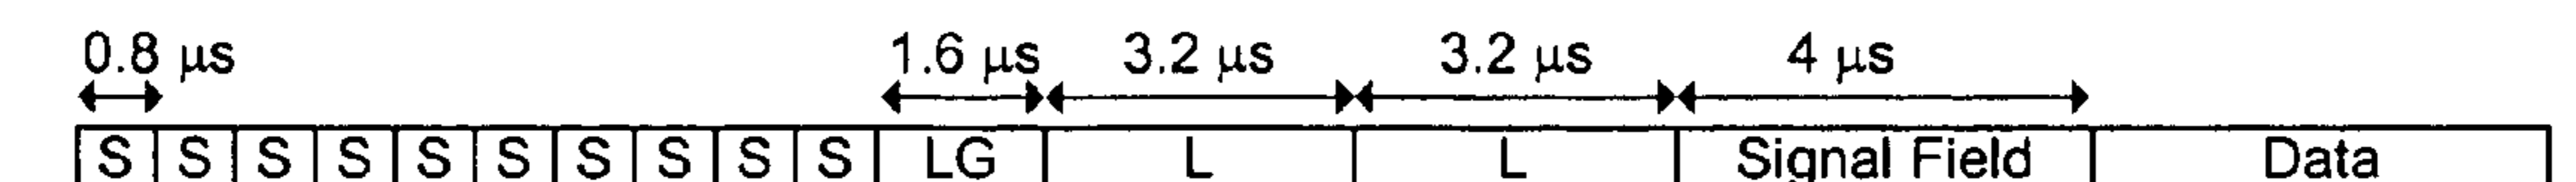 0.8 μs 1.6 μs 3.2 μs 3.2 μs 4 μs
S S S S S S S S S S LG L L Signal Field Data